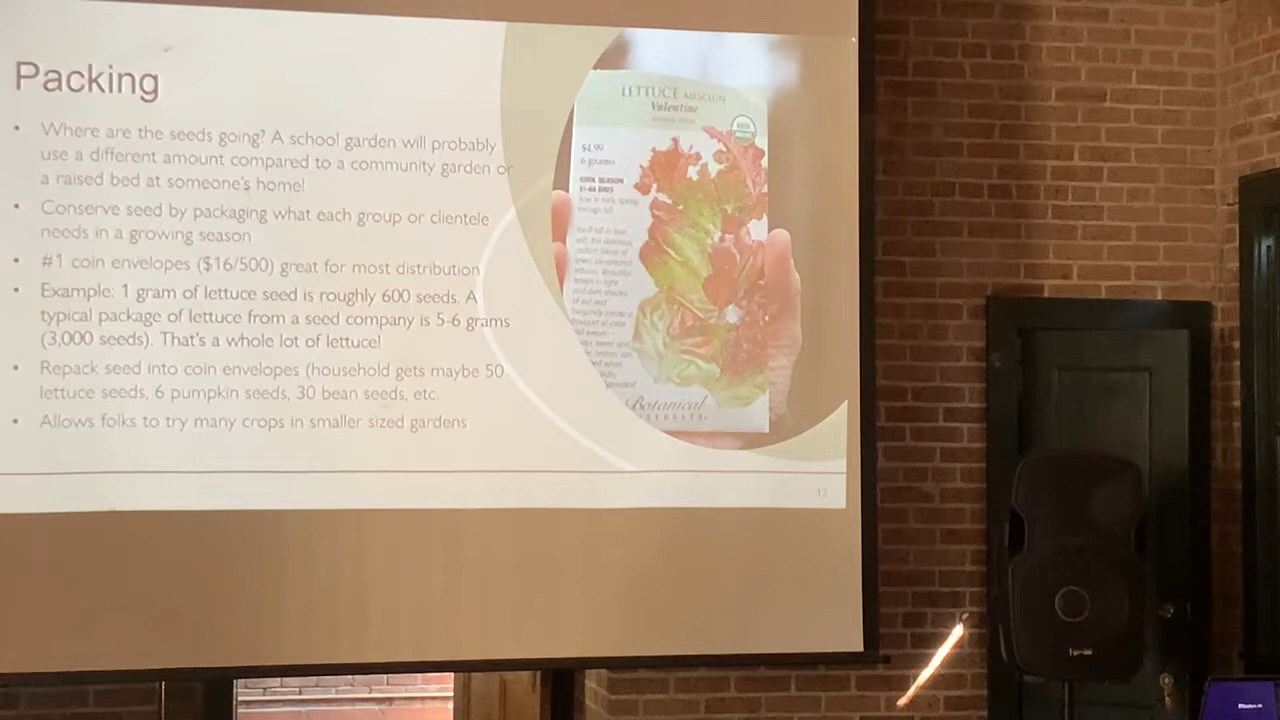 Packing
• Where are the seeds going? A school garden will probably
use a different amount compared to a community garden or
a raised bed at someone's home!
• Conserve seed by packaging what each group or clientele
needs in a growing season
• #1 coin envelopes ($16/500) great for most distribution
• Example: 1 gram of lettuce seed is roughly 600 seeds. A
typical package of lettuce from a seed company is 5-6 grams
(3,000 seeds). That's a whole lot of lettuce!
• Repack seed into coin envelopes (household gets maybe 50
lettuce seeds, 6 pumpkin seeds, 30 bean seeds, etc.
• Allows folks to try many crops in smaller sized gardens
LETTUCE MESCLUN
Valentine
$4.99
6 grams
COOL SEASON
Botanical
12